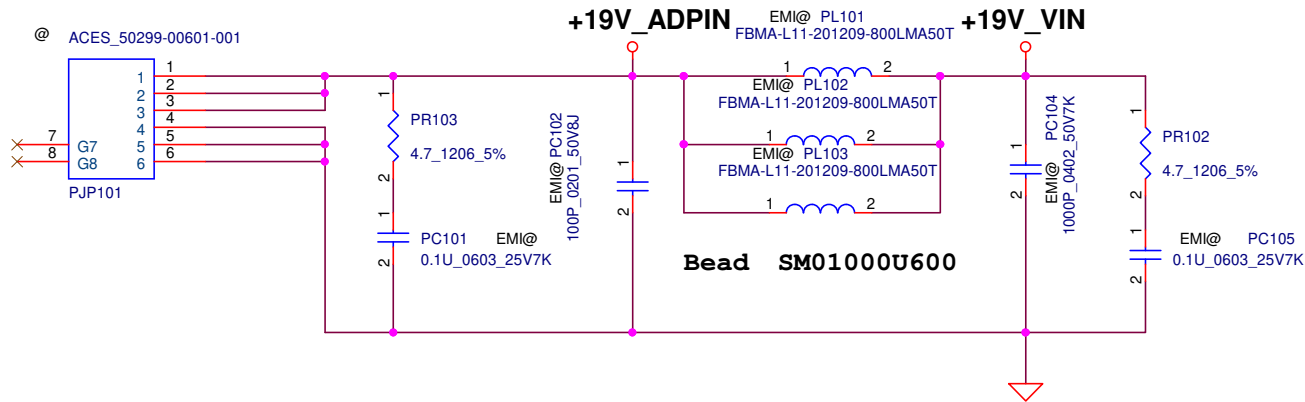 @ ACES_50299-00601-001
1
2
3
4
5
6
1
2
3
4
5
6
7
8
G7
G8
PJP101
1
PR103
4.7_1206_5%
2
1
PC101 EMI@
0.1U_0603_25V7K
2
+19V_ADPIN
EMI@ PC102
100P_0201_50V8J
1
2
EMI@ PL101
FBMA-L11-201209-800LMA50T
1 2
EMI@ PL102
FBMA-L11-201209-800LMA50T
1 2
EMI@ PL103
FBMA-L11-201209-800LMA50T
1 2
Bead SM01000U600
+19V_VIN
EMI@ PC104
1000P_0402_50V7K
1
2
1
PR102
4.7_1206_5%
2
1
EMI@ PC105
0.1U_0603_25V7K
2